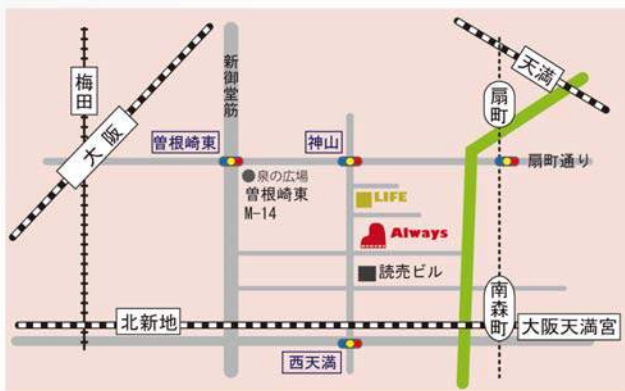 梅田
大阪
新御堂筋
天満
扇町
曽根崎東
神山
扇町通り
泉の広場
曽根崎東
M-14
LIFE
Always
読売ビル
北新地
南森町
大阪天満宮
西天満